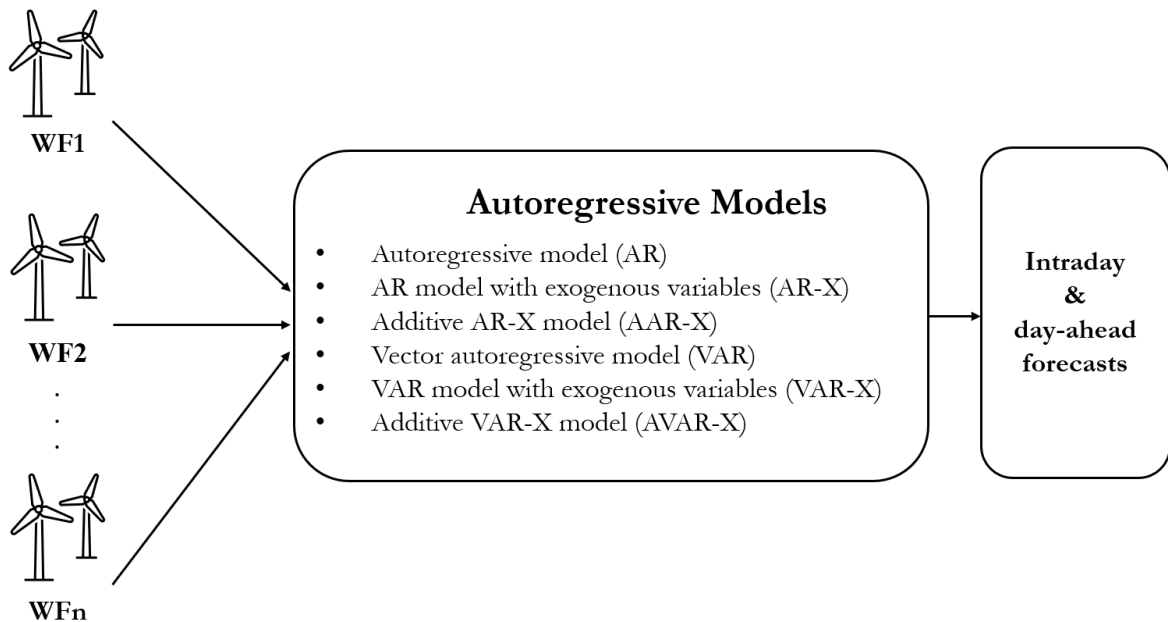 WF1
WF2
.
.
.
WFn
Autoregressive Models
• Autoregressive model (AR)
• AR model with exogenous variables (AR-X)
• Additive AR-X model (AAR-X)
• Vector autoregressive model (VAR)
• VAR model with exogenous variables (VAR-X)
• Additive VAR-X model (AVAR-X)
Intraday
&
day-ahead
forecasts